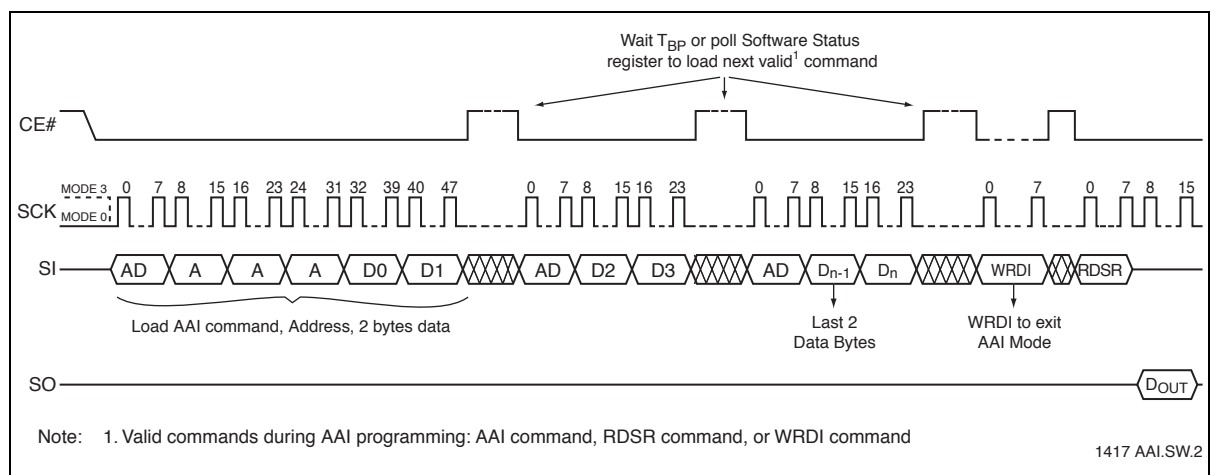 Wait TBP or poll Software Status
register to load next valid1 command
CE#
MODE 3 0 7 8 15 16 23 24 31 32 39 40 47 0 7 8 15 16 23 0 7 8 15 16 23 0 7 0 7 8 15
SCK MODE 0
SI AD A A A D0 D1 AD D2 D3 AD Dn-1 Dn WRDI RDSR
Load AAI command, Address, 2 bytes data
Last 2
Data Bytes
WRDI to exit
AAI Mode
SO DOUT
Note: 1. Valid commands during AAI programming: AAI command, RDSR command, or WRDI command
1417 AAI.SW.2